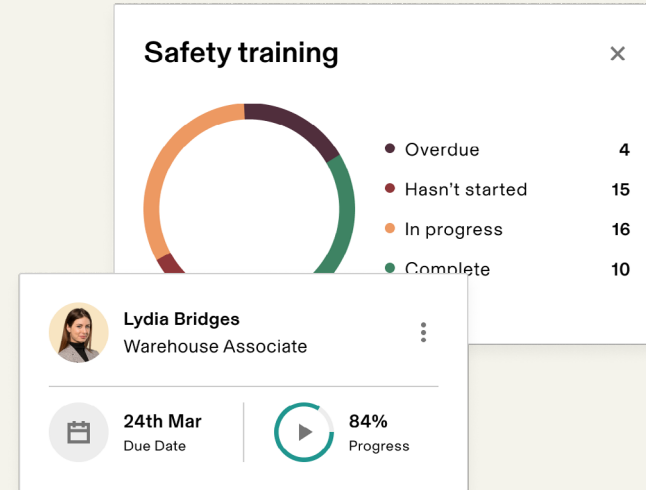 Safety training
Overdue 4
Hasn't started 15
In progress 16
Complete 10
Lydia Bridges
Warehouse Associate
24th Mar
Due Date
84%
Progress